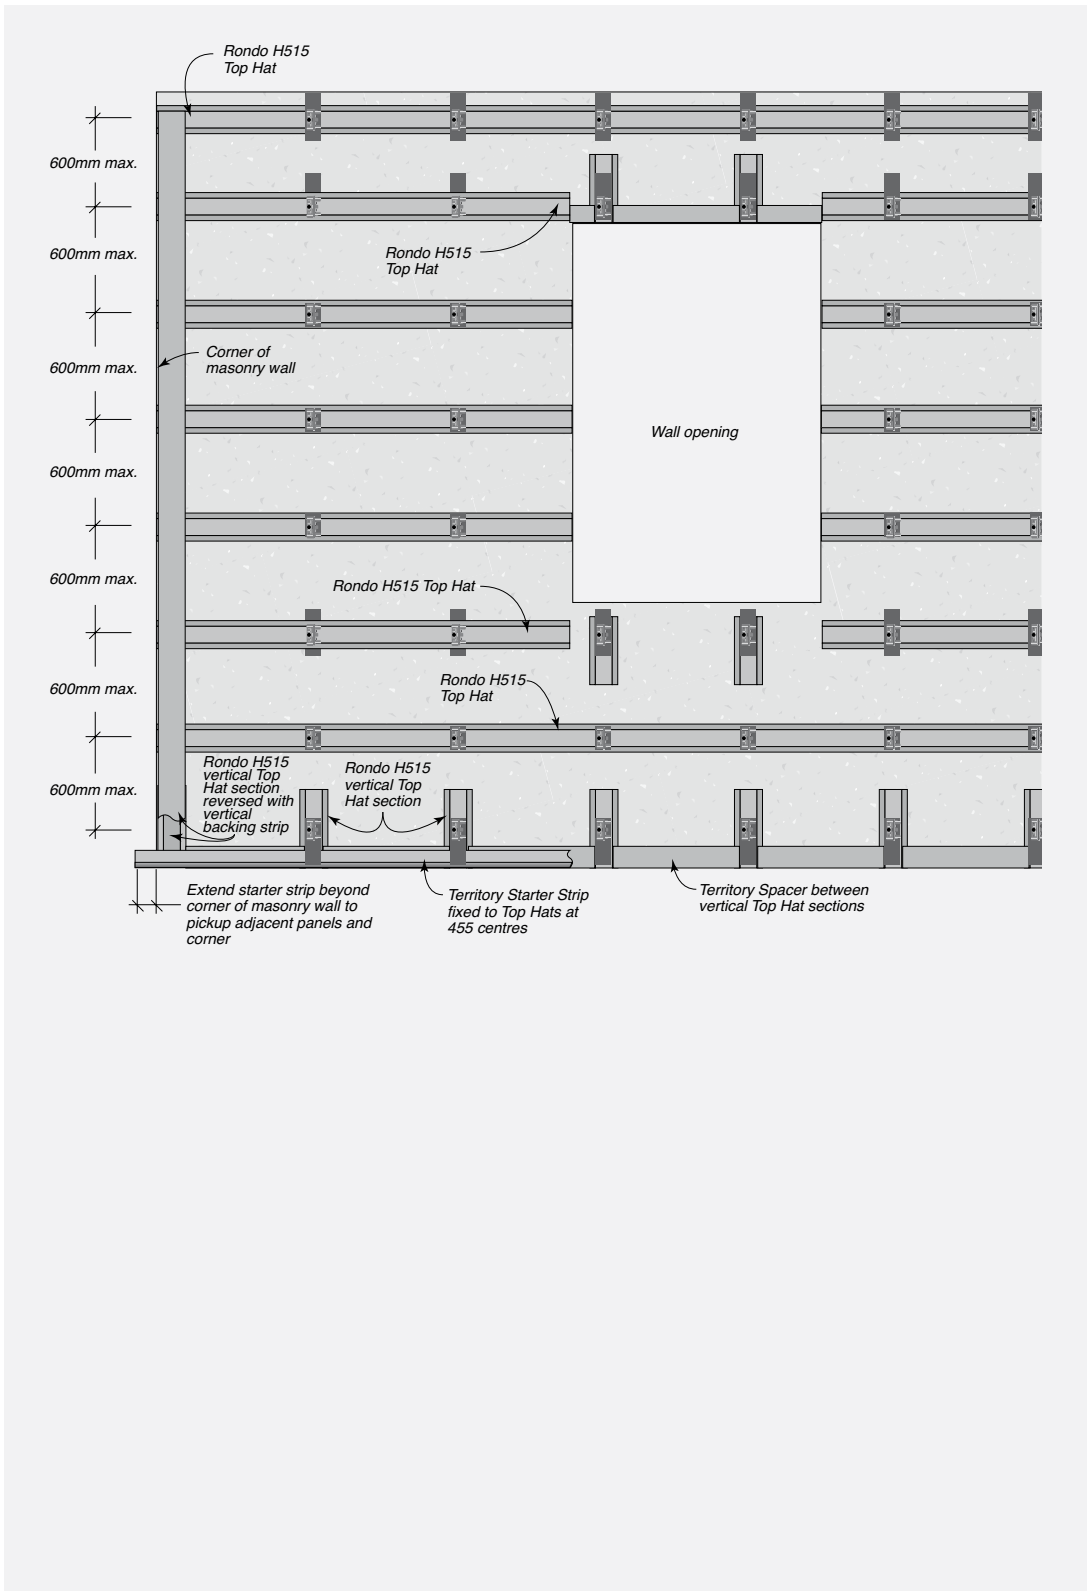 Rondo H515
Top Hat
600mm max.
600mm max.
Rondo H515
Top Hat
Corner of
masonry wall
600mm max.
Wall opening
600mm max.
600mm max.
Rondo H515 Top Hat
Rondo H515
Top Hat
600mm max.
600mm max.
Rondo H515
vertical Top
Hat section
reversed with
vertical
backing strip
Rondo H515
vertical Top
Hat section
Extend starter strip beyond
corner of masonry wall to
pickup adjacent panels and
corner
Territory Starter Strip
fixed to Top Hats at
455 centres
Territory Spacer between
vertical Top Hat sections